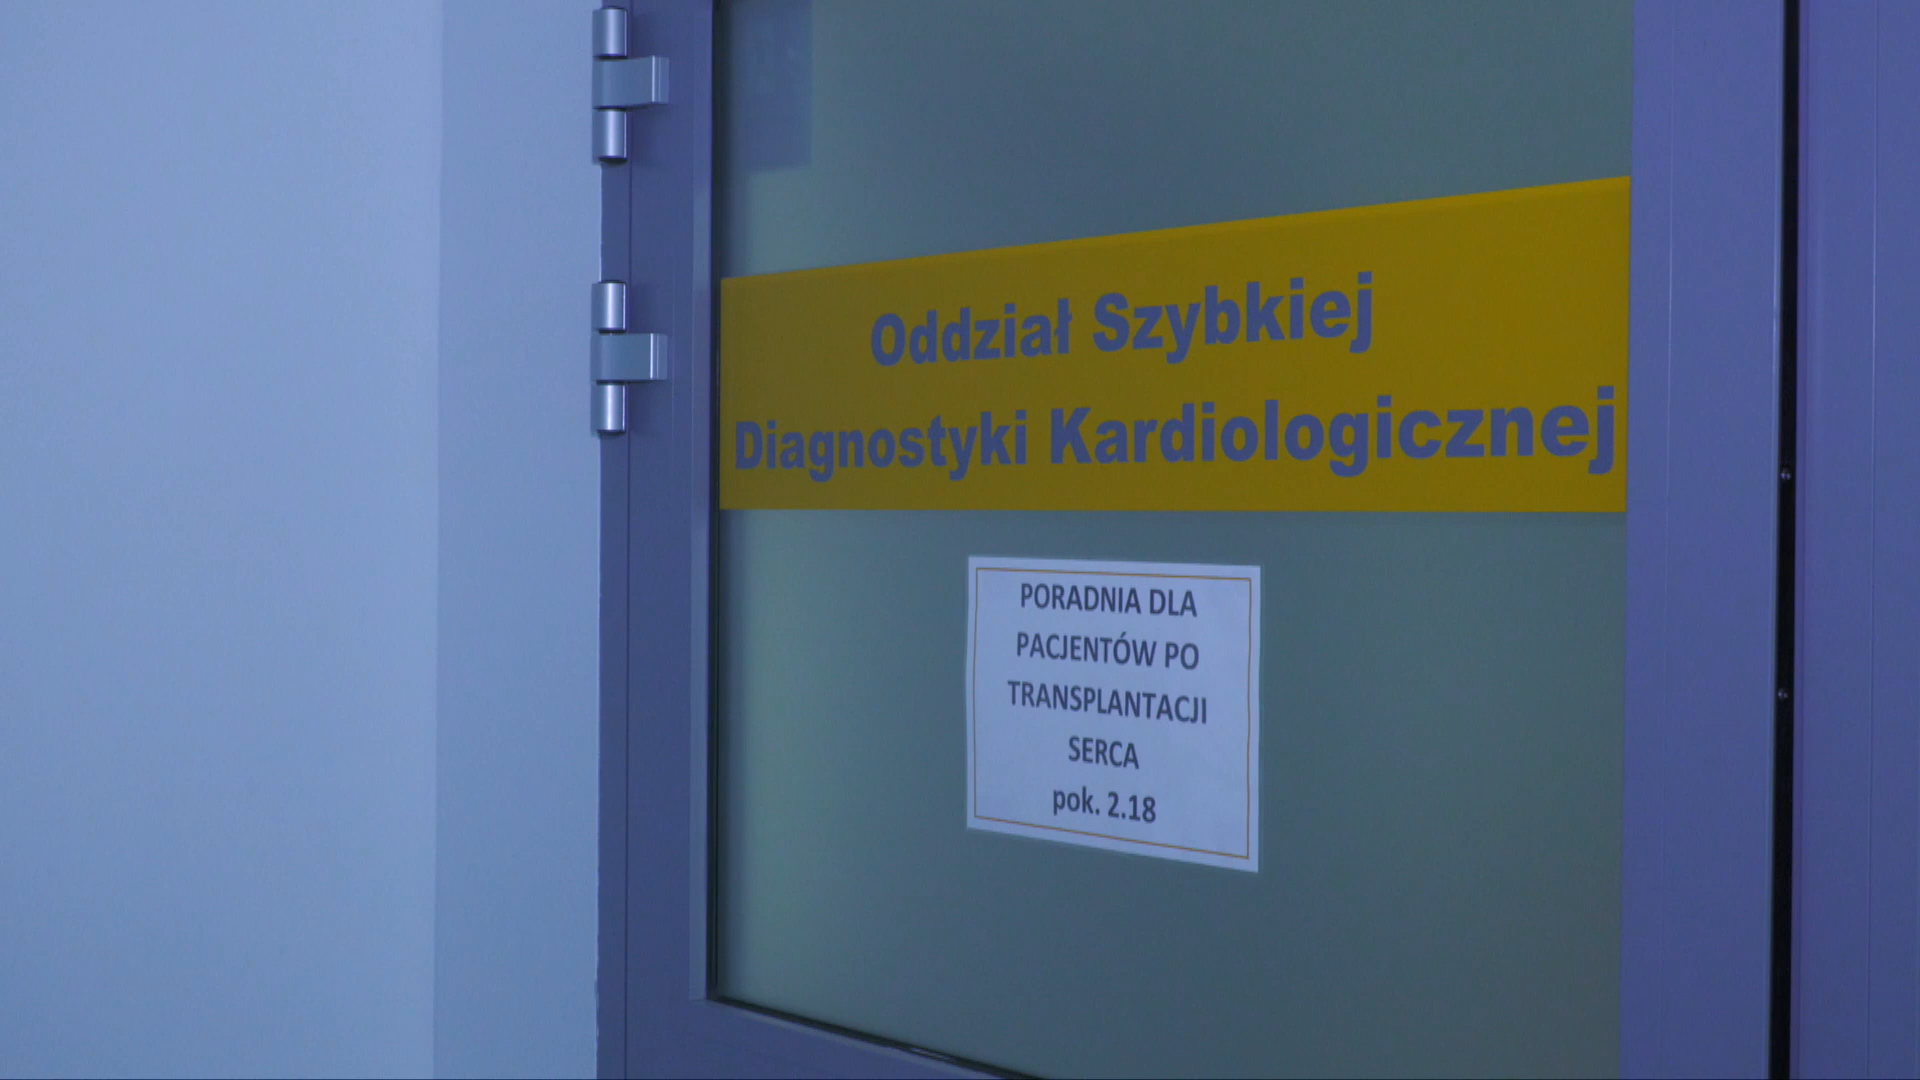 Oddział Szybkiej
Diagnostyki Kardiologicznej
PORADNIA DLA
PACJENTÓW PO
TRANSPLANTACJI
SERCA
pok. 2.18